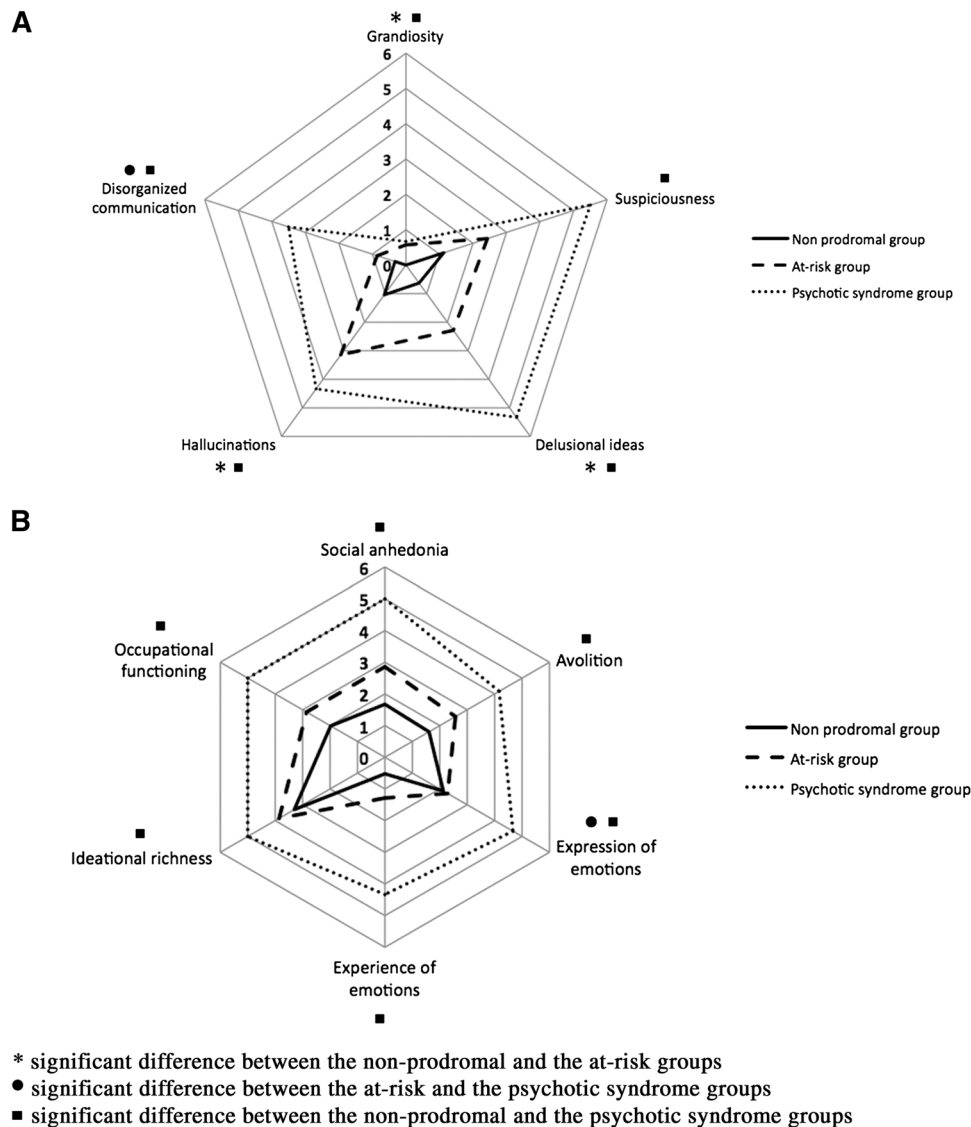 A
* ■
Grandiosity
6
5
4
3
2
1
0
● ■
Disorganized
communication
■
Suspiciousness
Non prodromal group
At-risk group
Psychotic syndrome group
Hallucinations
* ■
Delusional ideas
* ■
B
■
Social anhedonia
6
5
4
3
2
1
0
■
Occupational
functioning
■
Avolition
Non prodromal group
At-risk group
Psychotic syndrome group
■
Ideational richness
● ■
Expression of
emotions
Experience of
emotions
■
* significant difference between the non-prodromal and the at-risk groups
● significant difference between the at-risk and the psychotic syndrome groups
■ significant difference between the non-prodromal and the psychotic syndrome groups